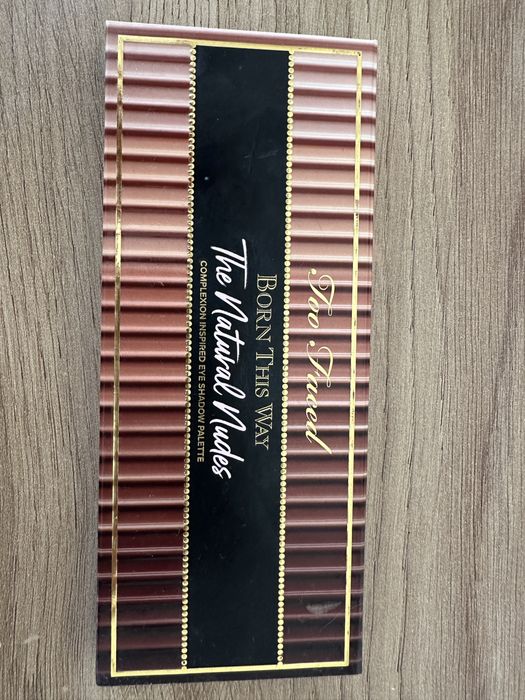 Too Faced
BORN THIS WAY
The Natural Nudes
COMPLEXION INSPIRED EYE SHADOW PALETTE